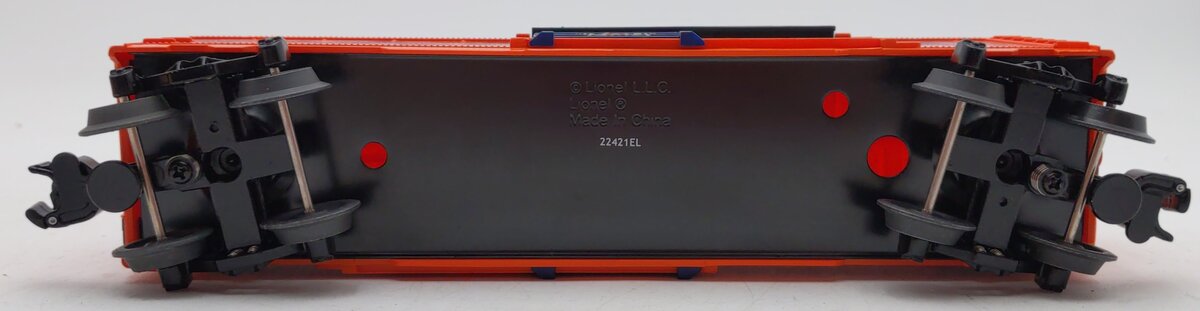 © Lionel L.L.C.
Lionel ®
Made In China
22421EL